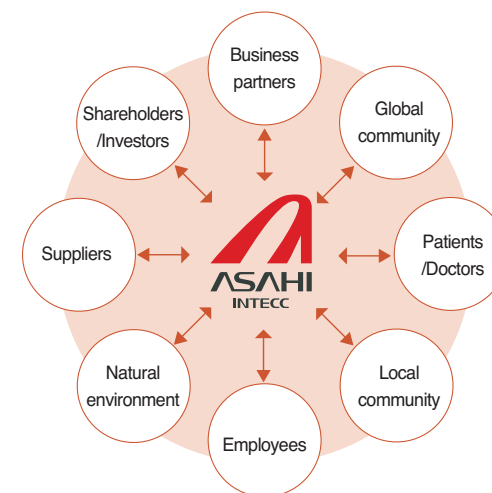 Business
partners
Global
community
Patients
/Doctors
Local
community
Employees
Natural
environment
Suppliers
Shareholders
/Investors
ASAHI
INTECC